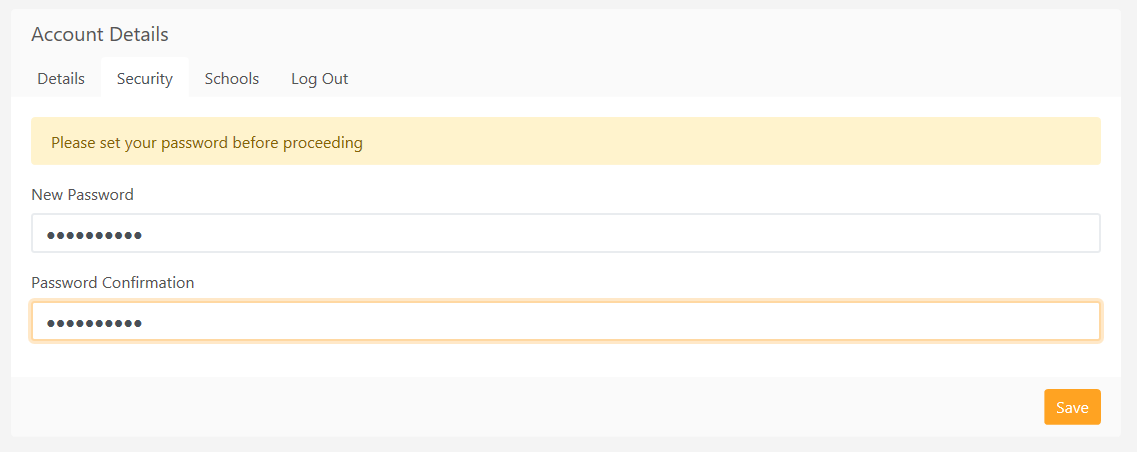 Account Details
Details Security Schools Log Out
Please set your password before proceeding
New Password
●●●●●●●●●●
Password Confirmation
●●●●●●●●●●
Save